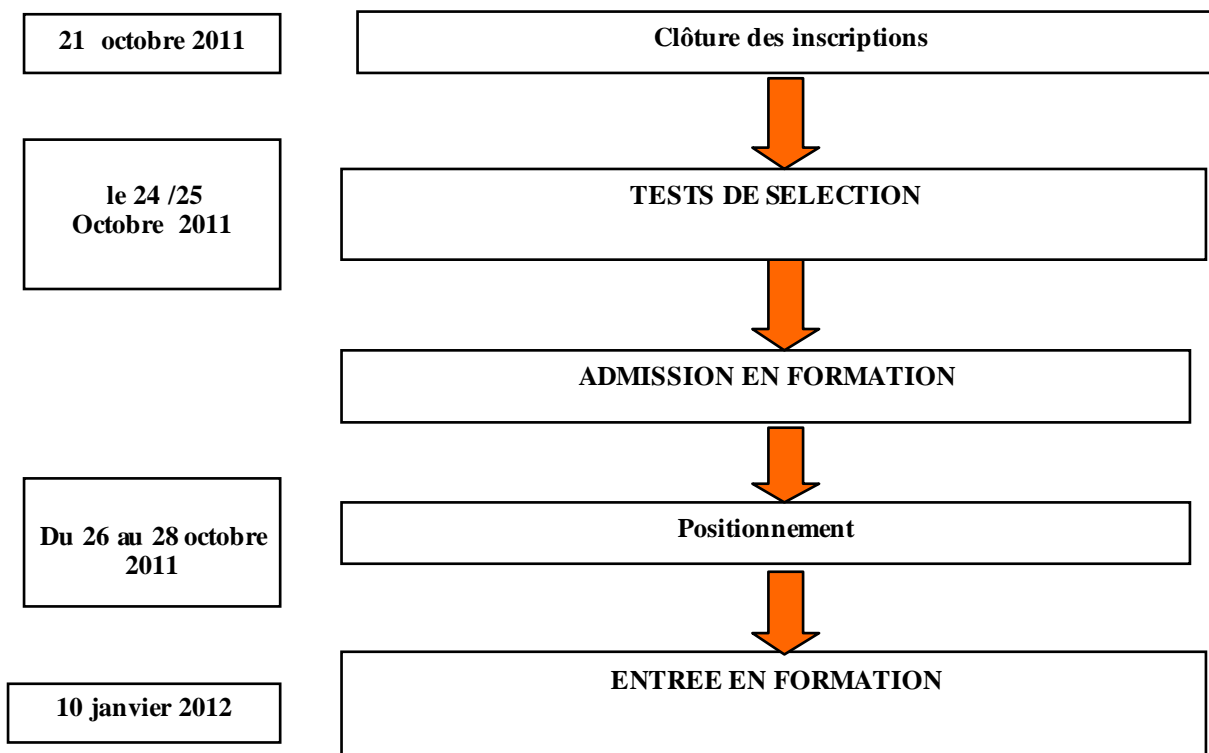 21 octobre 2011
Clôture des inscriptions
le 24 /25
Octobre 2011
TESTS DE SELECTION
ADMISSION EN FORMATION
Du 26 au 28 octobre
2011
Positionnement
ENTREE EN FORMATION
10 janvier 2012